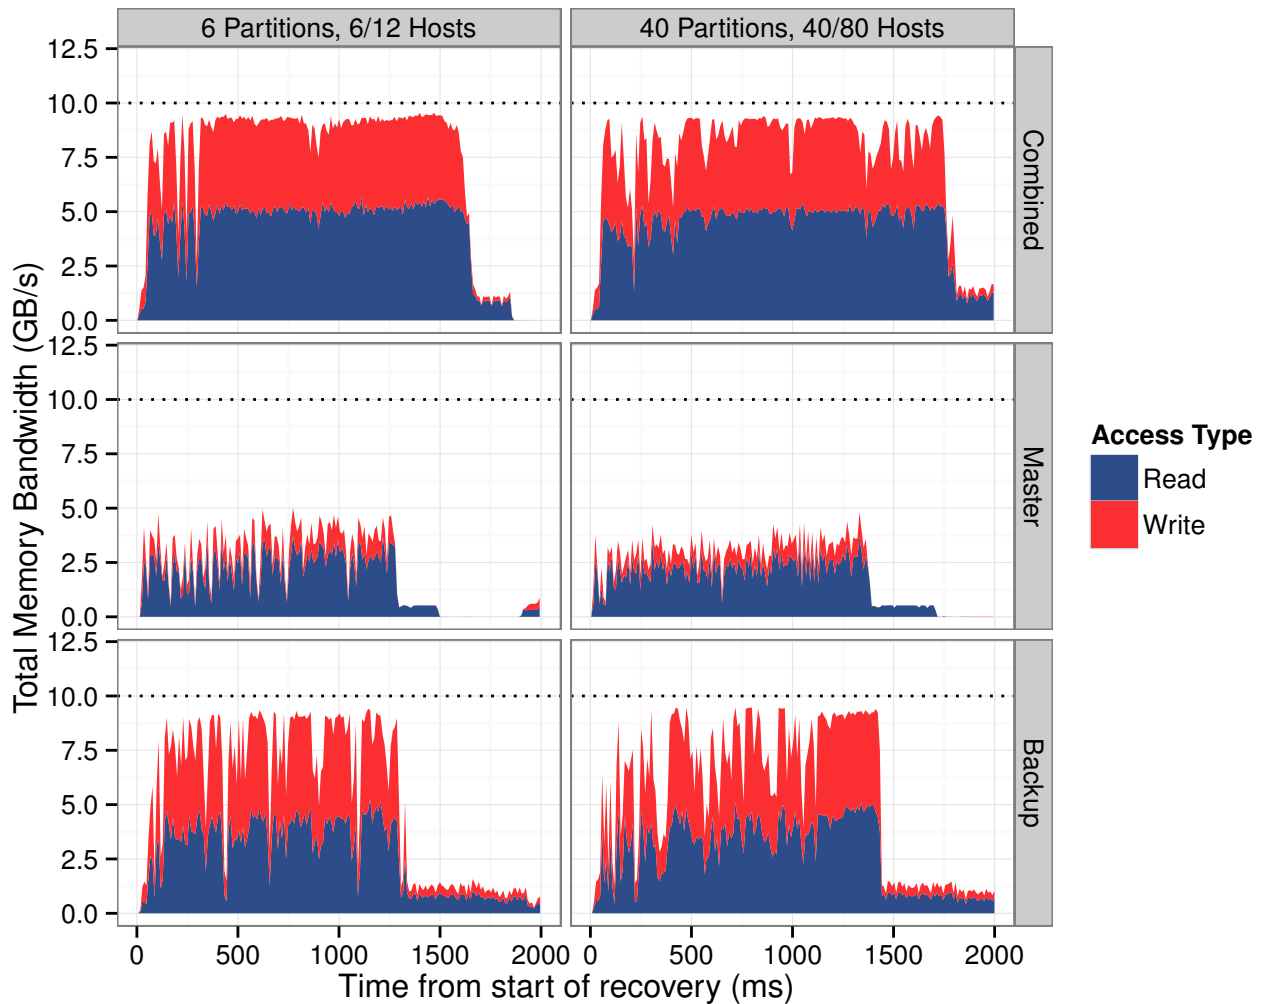 6 Partitions, 6/12 Hosts
40 Partitions, 40/80 Hosts
12.5
10.0
7.5
5.0
2.5
0.0
Combined
12.5
10.0
7.5
5.0
2.5
0.0
Master
12.5
10.0
7.5
5.0
2.5
0.0
Backup
Total Memory Bandwidth (GB/s)
0
500
1000
1500
2000
0
500
1000
1500
2000
Time from start of recovery (ms)
Access Type
Read
Write